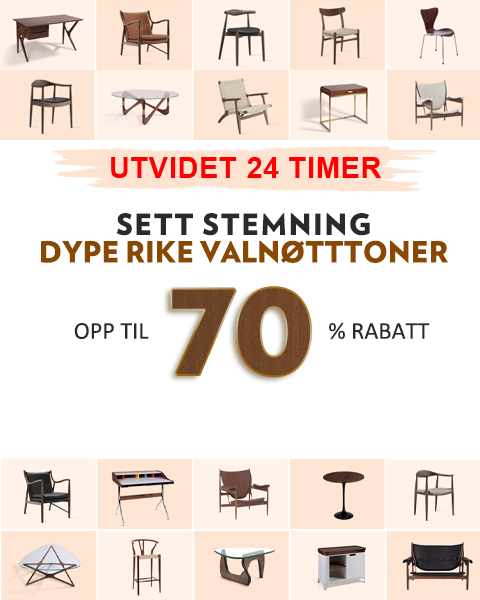 UTVIDET 24 TIMER
SETT STEMNING
DYPE RIKE VALNØTTTONER
OPP TIL 70 % RABATT